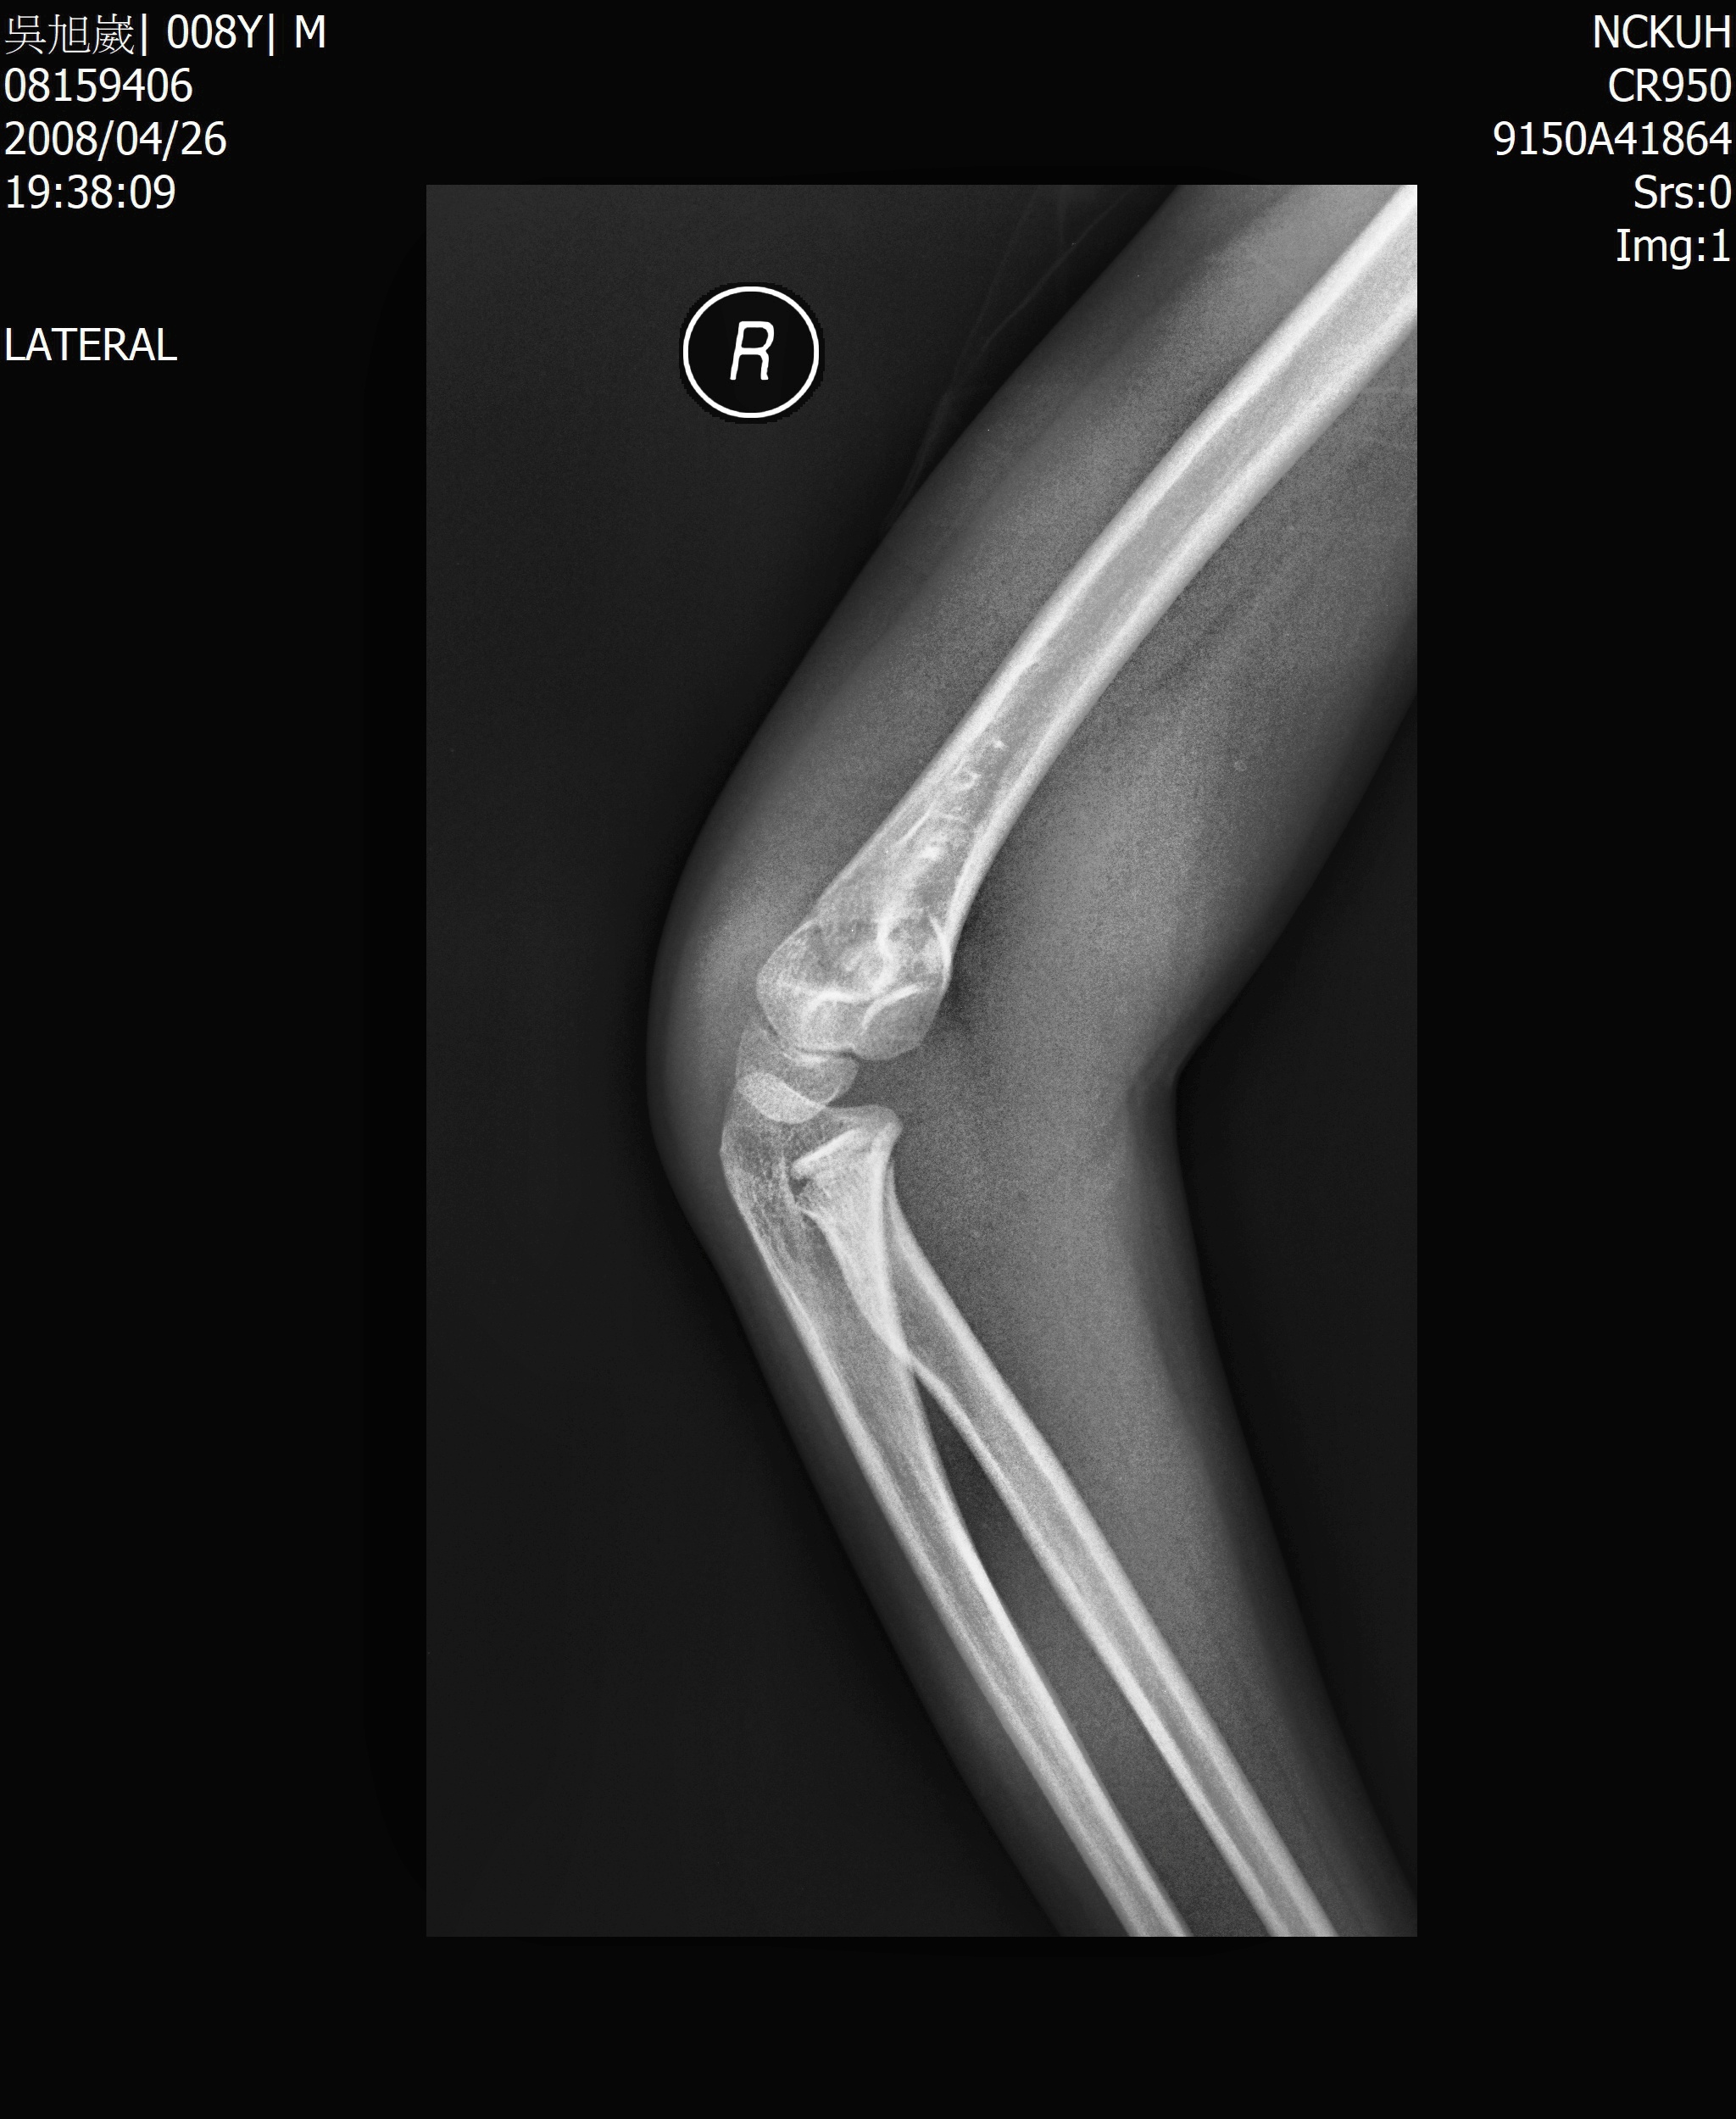 吳旭崴| 008Y| M
08159406
2008/04/26
19:38:09
LATERAL
NCKUH
CR950
9150A41864
Srs:0
Img:1
R